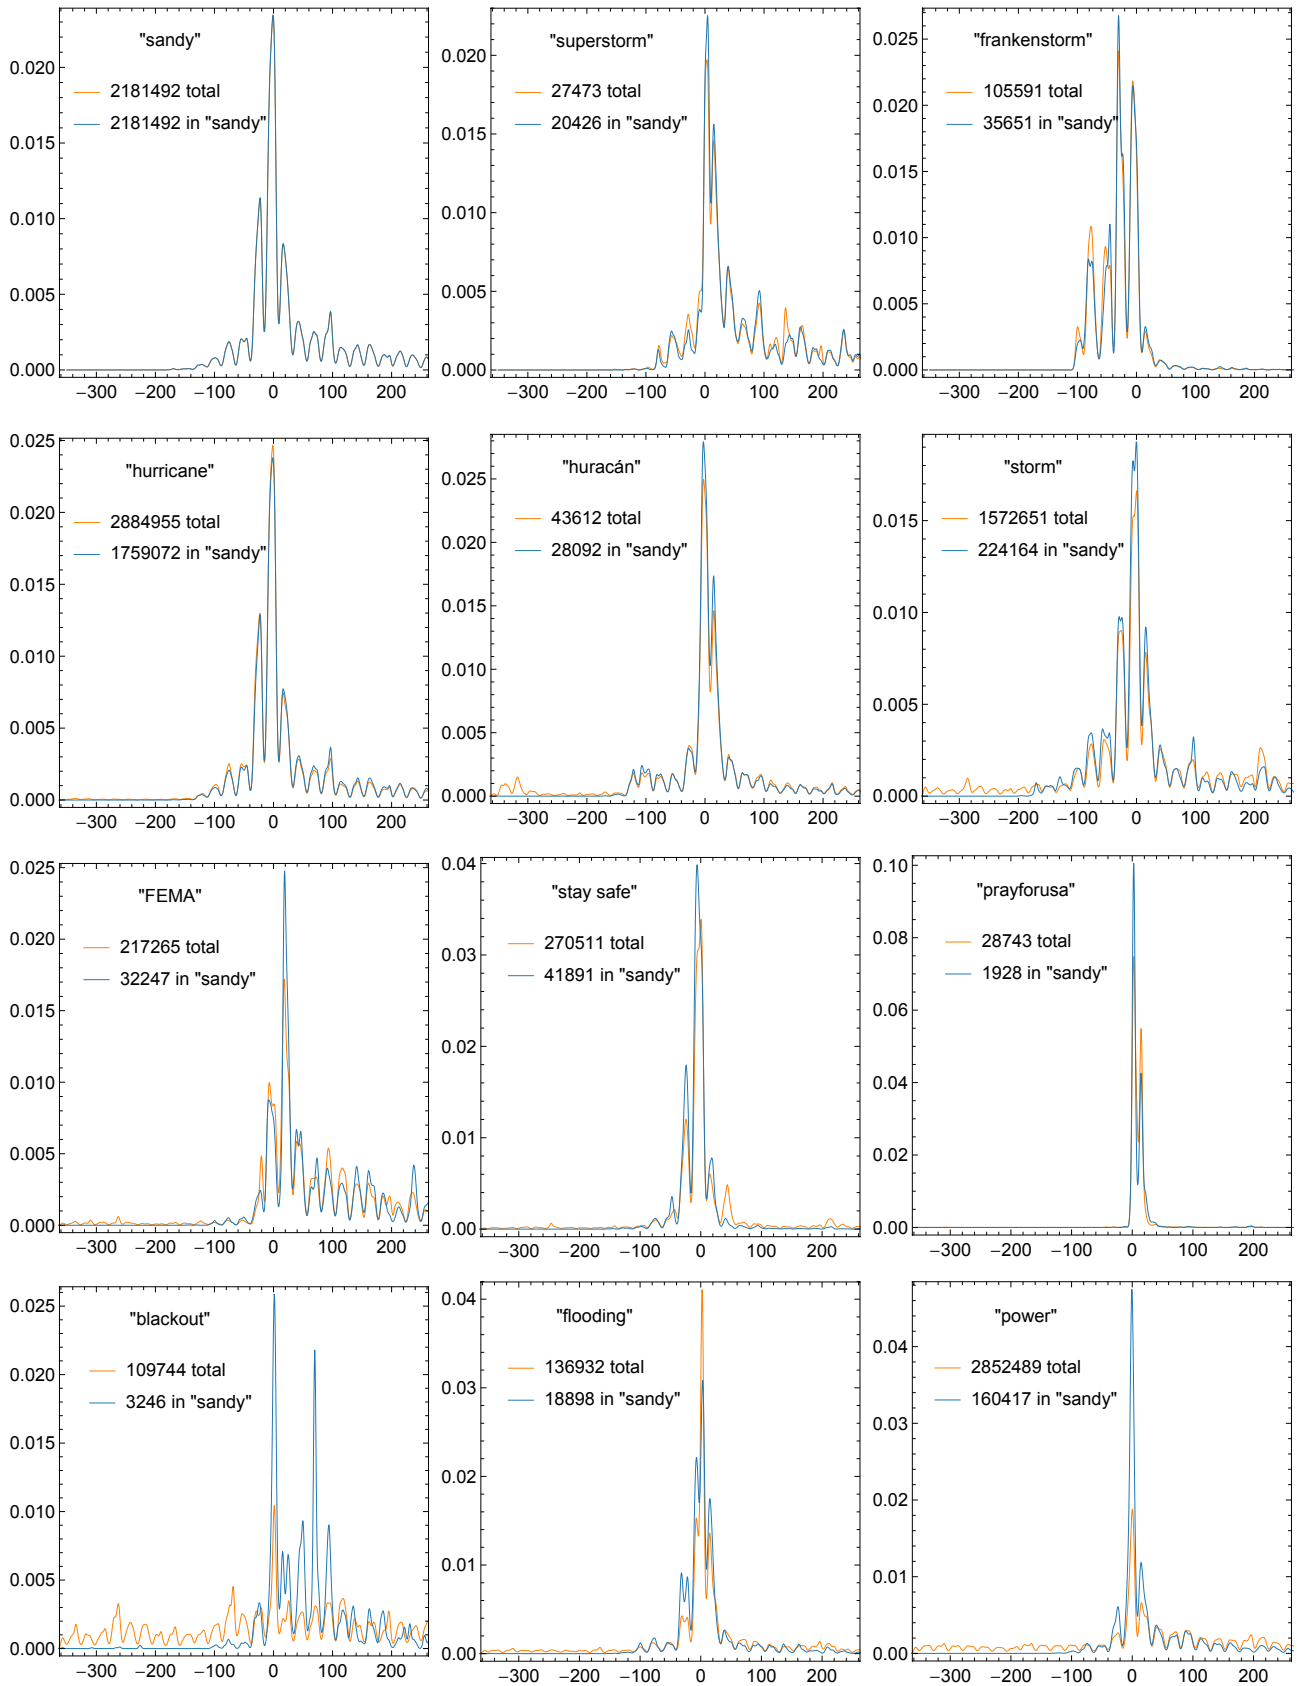 "sandy"
2181492 total
2181492 in "sandy"
0.020
0.015
0.010
0.005
0.000
−300 −200 −100 0 100 200
"superstorm"
27473 total
20426 in "sandy"
0.020
0.015
0.010
0.005
0.000
−300 −200 −100 0 100 200
"frankenstorm"
105591 total
35651 in "sandy"
0.025
0.020
0.015
0.010
0.005
0.000
−300 −200 −100 0 100 200
"hurricane"
2884955 total
1759072 in "sandy"
0.025
0.020
0.015
0.010
0.005
0.000
−300 −200 −100 0 100 200
"huracán"
43612 total
28092 in "sandy"
0.025
0.020
0.015
0.010
0.005
0.000
−300 −200 −100 0 100 200
"storm"
1572651 total
224164 in "sandy"
0.015
0.010
0.005
0.000
−300 −200 −100 0 100 200
"FEMA"
217265 total
32247 in "sandy"
0.025
0.020
0.015
0.010
0.005
0.000
−300 −200 −100 0 100 200
"stay safe"
270511 total
41891 in "sandy"
0.04
0.03
0.02
0.01
0.00
−300 −200 −100 0 100 200
"prayforusa"
28743 total
1928 in "sandy"
0.10
0.08
0.06
0.04
0.02
0.00
−300 −200 −100 0 100 200
"blackout"
109744 total
3246 in "sandy"
0.025
0.020
0.015
0.010
0.005
0.000
−300 −200 −100 0 100 200
"flooding"
136932 total
18898 in "sandy"
0.04
0.03
0.02
0.01
0.00
−300 −200 −100 0 100 200
"power"
2852489 total
160417 in "sandy"
0.04
0.03
0.02
0.01
0.00
−300 −200 −100 0 100 200